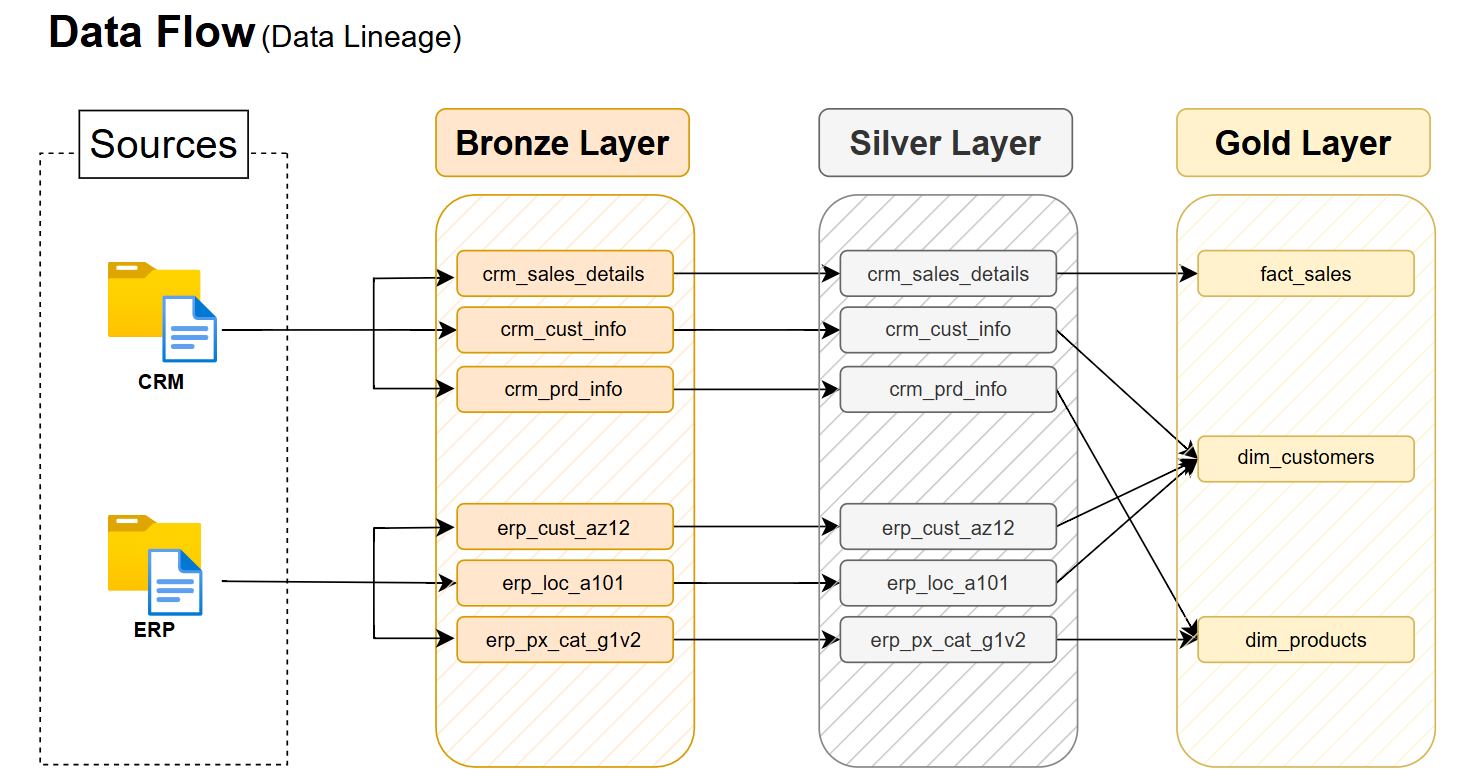 Data Flow (Data Lineage)
Sources
Bronze Layer
Silver Layer
Gold Layer
CRM
ERP
crm_sales_details
crm_cust_info
crm_prd_info
erp_cust_az12
erp_loc_a101
erp_px_cat_g1v2
crm_sales_details
crm_cust_info
crm_prd_info
erp_cust_az12
erp_loc_a101
erp_px_cat_g1v2
fact_sales
dim_customers
dim_products